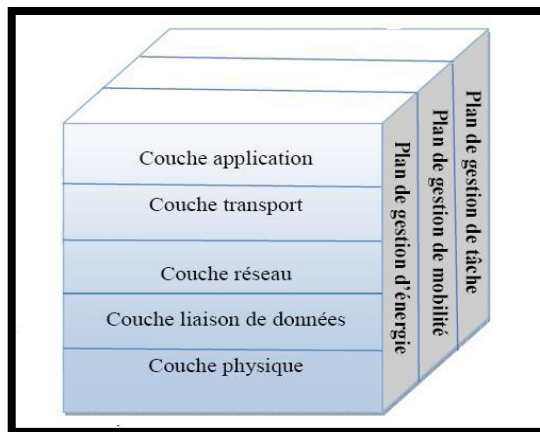 Couche application
Couche transport
Couche réseau
Couche liaison de données
Couche physique
Plan de gestion d'énergie
Plan de gestion de mobilité
Plan de gestion de tâche